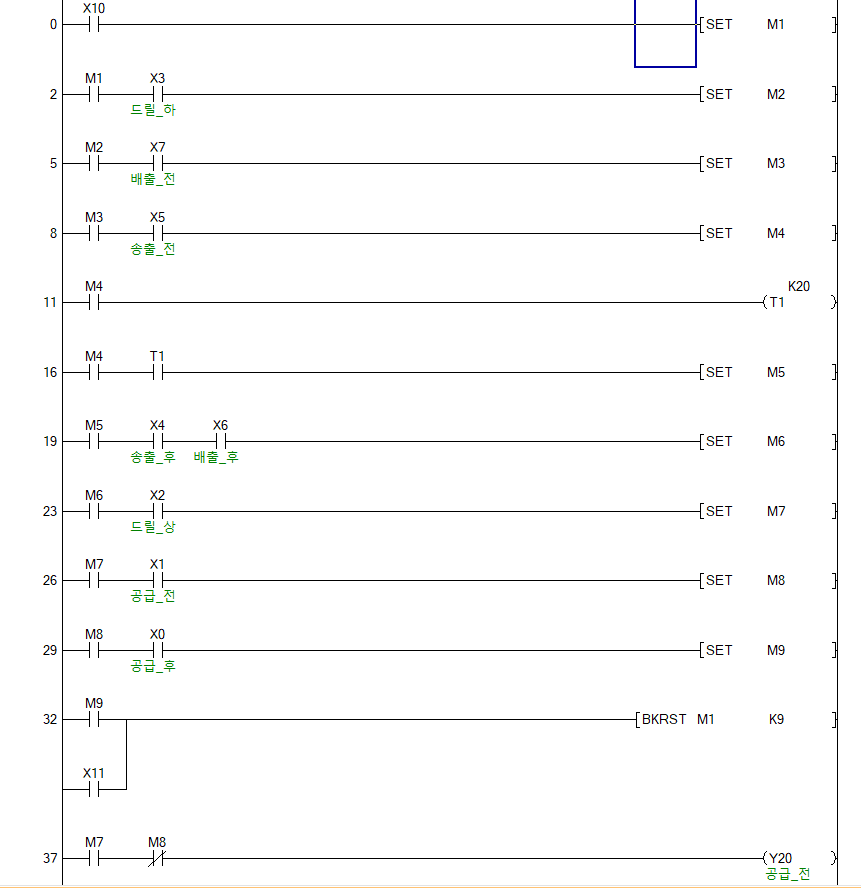 X10
0 SET M1
M1 X3
2 SET M2
드릴_하
M2 X7
5 SET M3
배출_전
M3 X5
8 SET M4
송출_전
M4 K20
11 T1
M4 T1
16 SET M5
M5 X4 X6
19 SET M6
송출_후 배출_후
M6 X2
23 SET M7
드릴_상
M7 X1
26 SET M8
공급_전
M8 X0
29 SET M9
공급_후
M9
32 BKRST M1 K9
X11
M7 M8
37 Y20
공급_전